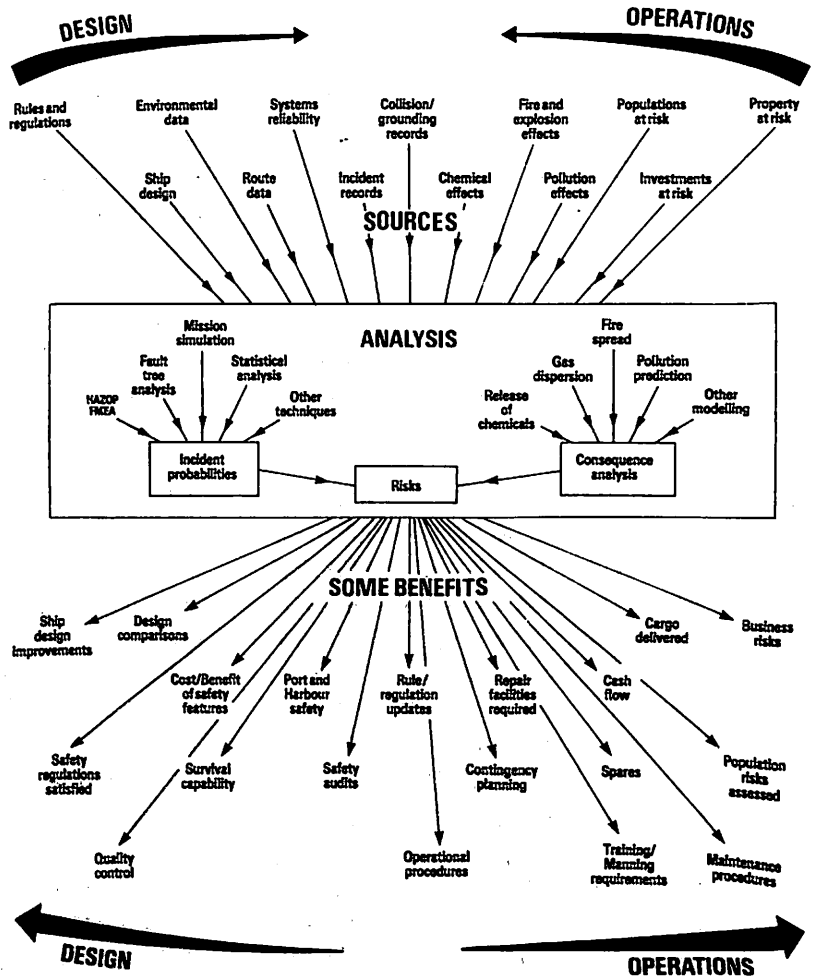 DESIGN
OPERATIONS
Rules and
regulations
Environmental
data
Systems
reliability
Collision/
grounding
records
Fire and
explosion
effects
Populations
at risk
Property
at risk
Ship
design
Route
data
Incident
records
Chemical
effects
Pollution
effects
Investments
at risk
SOURCES
ANALYSIS
Mission
simulation
Fault
tree
analysis
Statistical
analysis
HAZOP
FMEA
Other
techniques
Incident
probabilities
Risks
Fire
spread
Gas
dispersion
Pollution
prediction
Release
of
chemicals
Other
modelling
Consequence
analysis
SOME BENEFITS
Ship
design
improvements
Design
comparisons
Cargo
delivered
Business
risks
Cost/Benefit
of safety
features
Port and
Harbour
safety
Rule/
regulation
updates
Repair
facilities
required
Cash
flow
Safety
regulations
satisfied
Survival
capability
Safety
audits
Contingency
planning
Spares
Population
risks
assessed
Quality
control
Operational
procedures
Training/
Manning
requirements
Maintenance
procedures
DESIGN
OPERATIONS